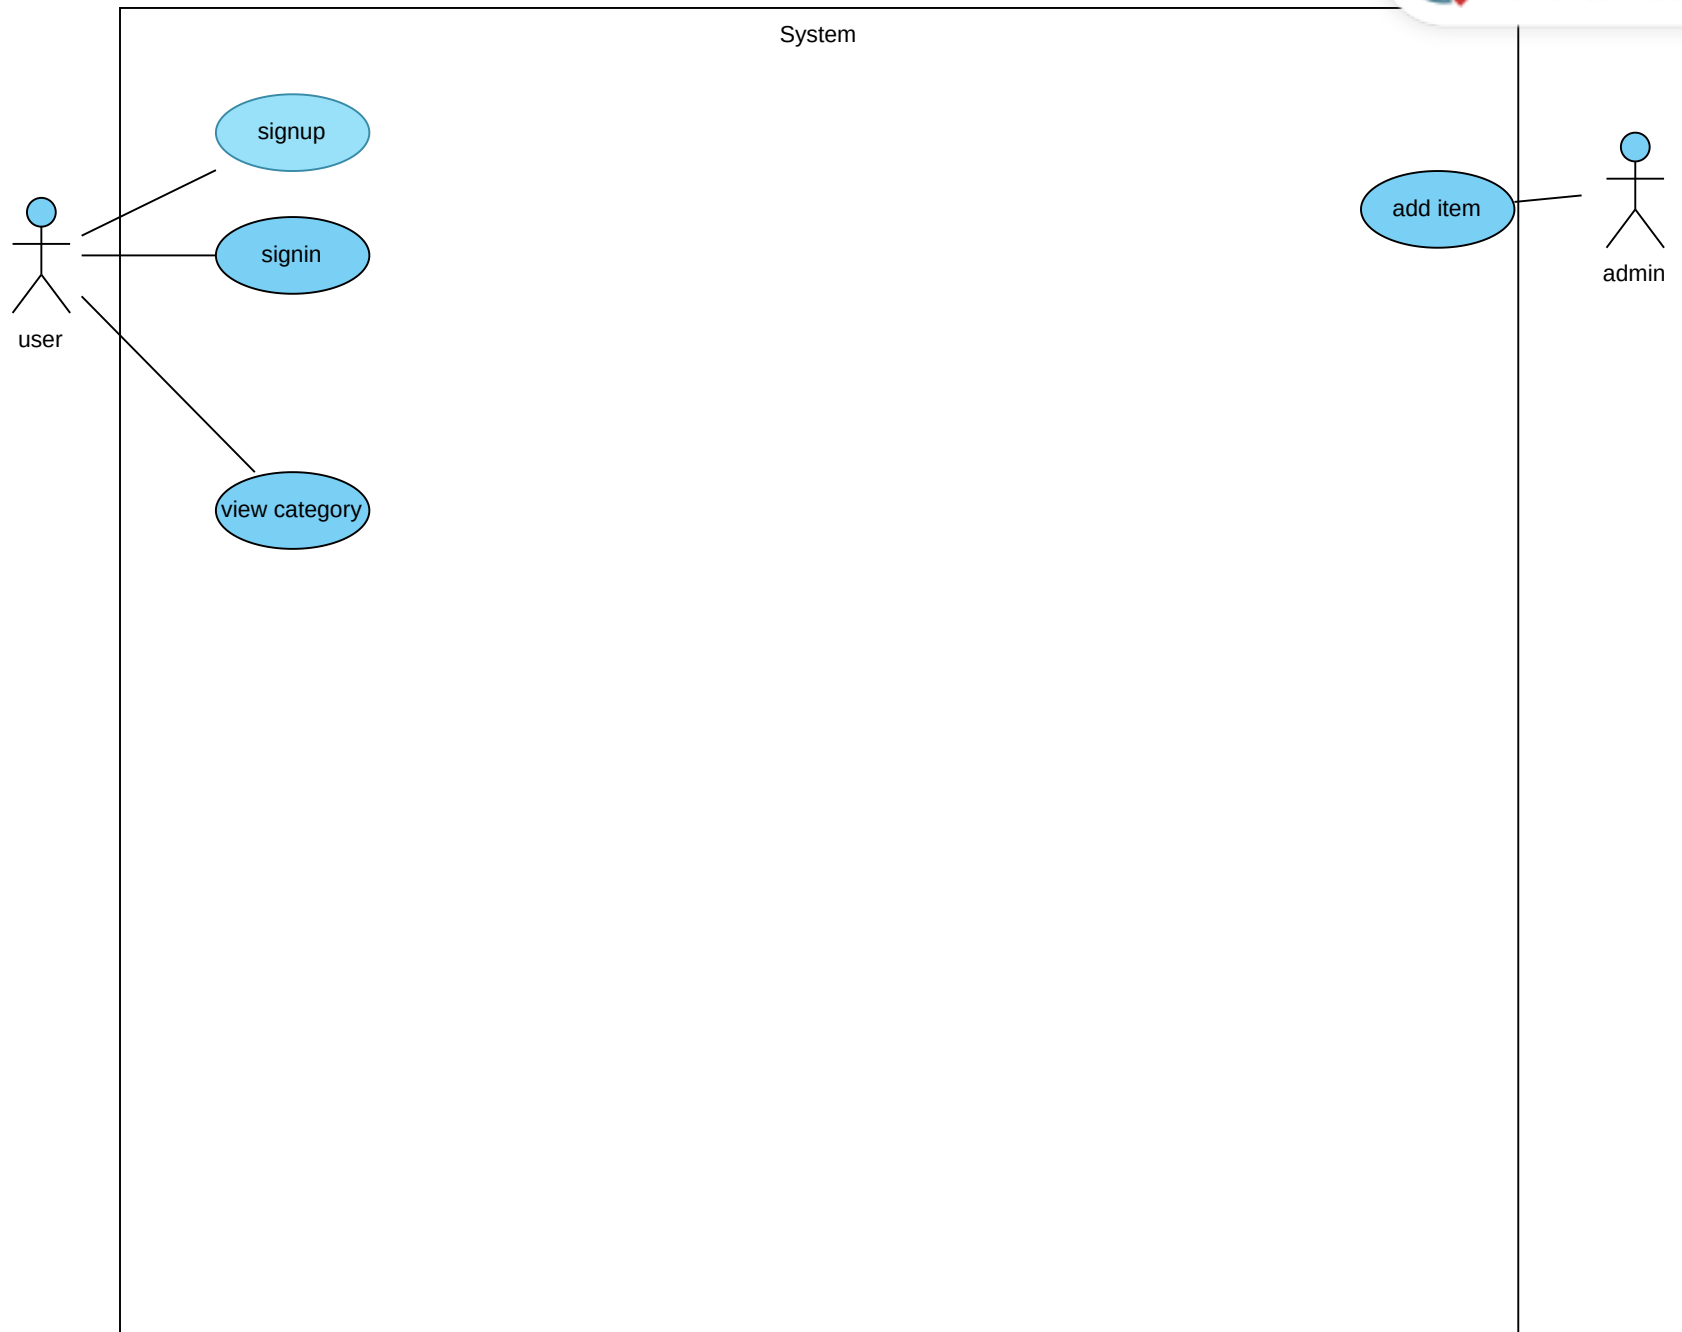 System
signup
signin
user
view category
add item
admin